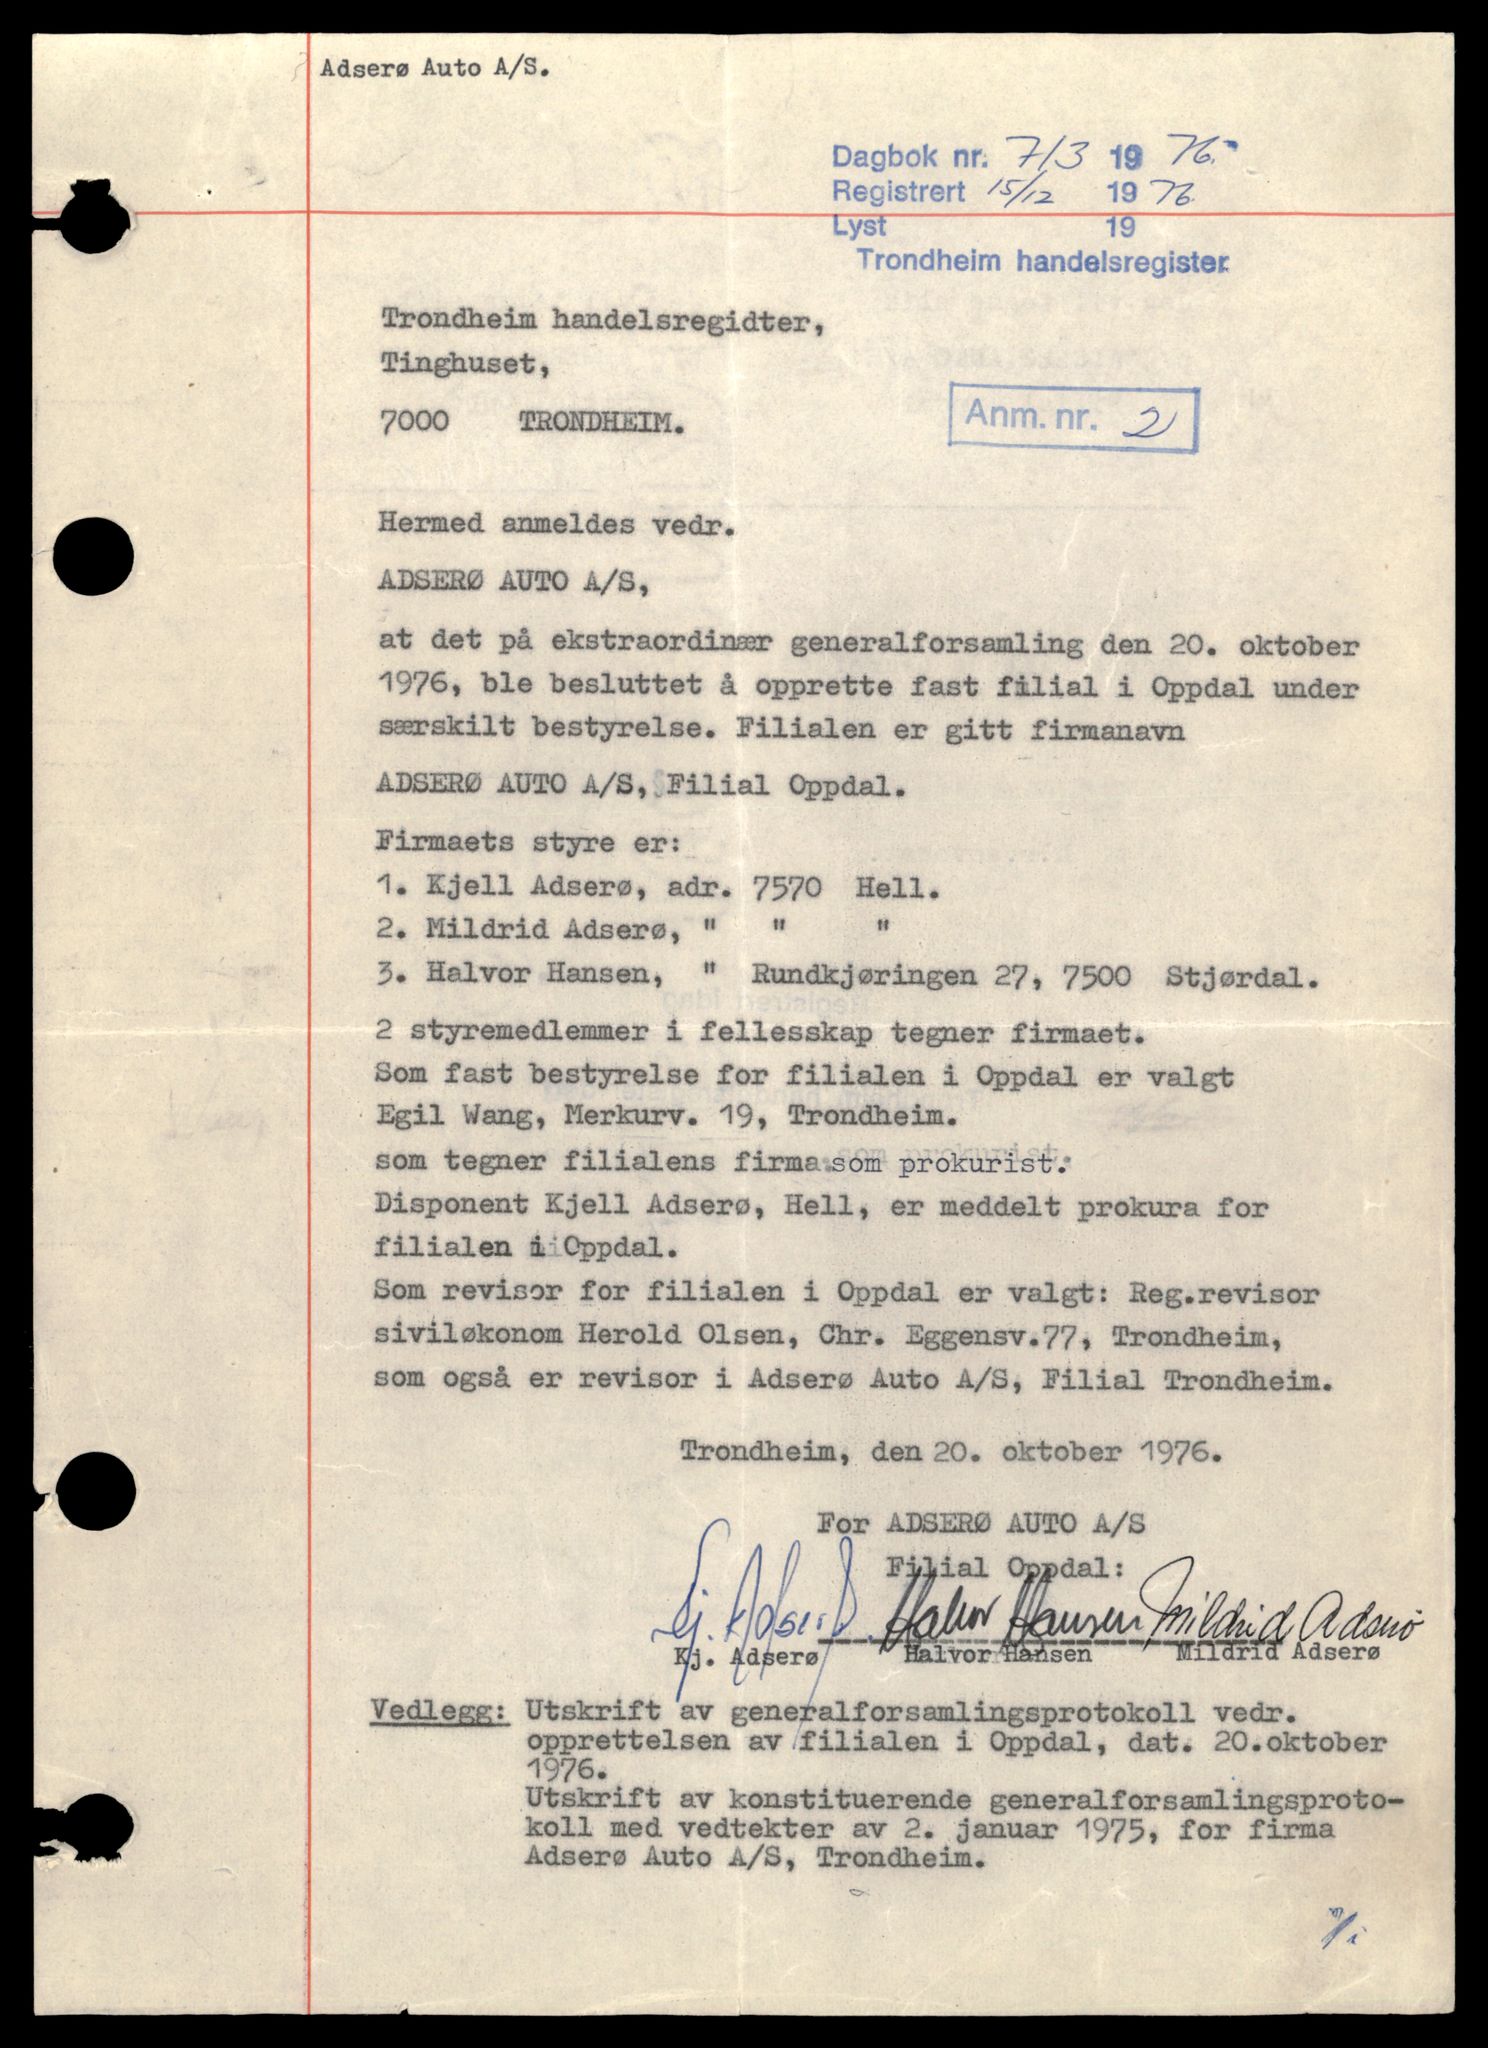 Adserø Auto A/S.
Dagbok nr. 713 1976.
Registrert 15/12 1976.
Lyst 19
Trondheim handelsregister
Trondheim handelsregidter,
Tinghuset,
7000 TRONDHEIM.
Anm. nr. 2
Hermed anmeldes vedr.
ADSERØ AUTO A/S,
at det på ekstraordinær generalforsamling den 20. oktober
1976, ble besluttet å opprette fast filial i Oppdal under
særskilt bestyrelse. Filialen er gitt firmanavn
ADSERØ AUTO A/S, Filial Oppdal.
Firmaets styre er:
1. Kjell Adserø, adr. 7570 Hell.
2. Mildrid Adserø, " " "
3. Halvor Hansen, " Rundkjøringen 27, 7500 Stjørdal.
2 styremedlemmer i fellesskap tegner firmaet.
Som fast bestyrelse for filialen i Oppdal er valgt
Egil Wang, Merkurv. 19, Trondheim.
som tegner filialens firma som prokurist.
Disponent Kjell Adserø, Hell, er meddelt prokura for
filialen i Oppdal.
Som revisor for filialen i Oppdal er valgt: Reg.revisor
siviløkonom Herold Olsen, Chr. Eggensv.77, Trondheim,
som også er revisor i Adserø Auto A/S, Filial Trondheim.
Trondheim, den 20. oktober 1976.
For ADSERØ AUTO A/S
Filial Oppdal:
Kj. Adserø Halvor Hansen Mildrid Adserø
Kj. Adserø Halvor Hansen Mildrid Adserø
Vedlegg: Utskrift av generalforsamlingsprotokoll vedr.
opprettelsen av filialen i Oppdal, dat. 20.oktober
1976.
Utskrift av konstituerende generalforsamlingsproto-
koll med vedtekter av 2. januar 1975, for firma
Adserø Auto A/S, Trondheim.